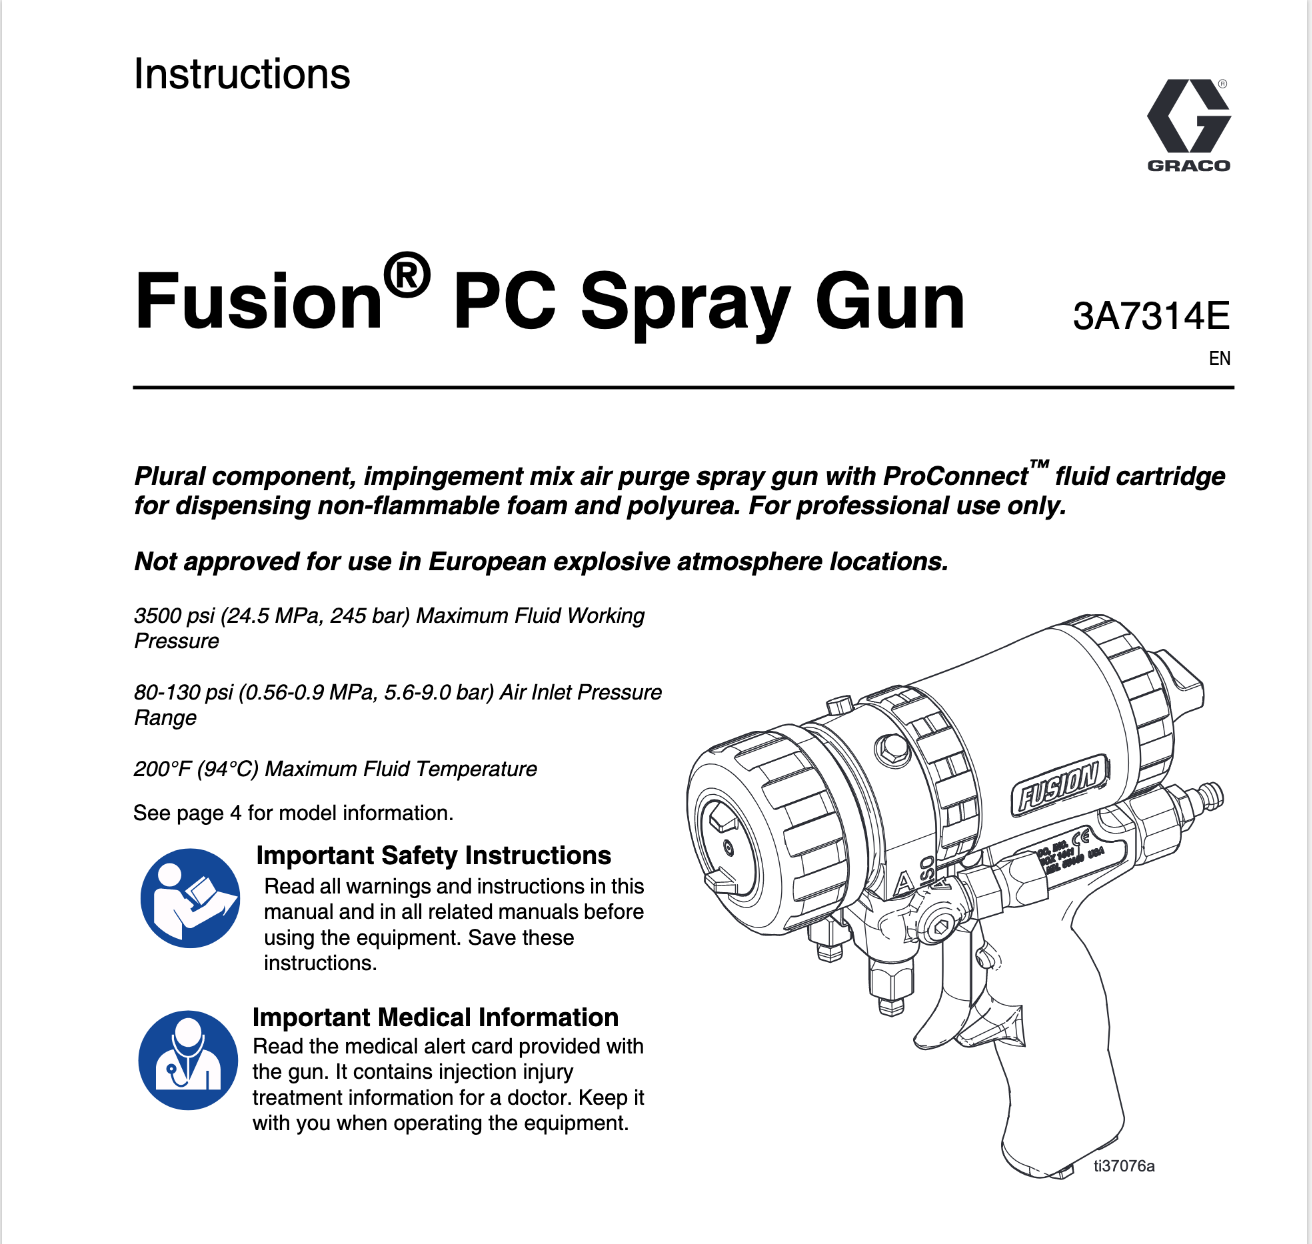 Instructions
®
GRACO
Fusion® PC Spray Gun
3A7314E
EN
Plural component, impingement mix air purge spray gun with ProConnect™ fluid cartridge
for dispensing non-flammable foam and polyurea. For professional use only.
Not approved for use in European explosive atmosphere locations.
3500 psi (24.5 MPa, 245 bar) Maximum Fluid Working
Pressure
80-130 psi (0.56-0.9 MPa, 5.6-9.0 bar) Air Inlet Pressure
Range
200°F (94°C) Maximum Fluid Temperature
See page 4 for model information.
Important Safety Instructions
Read all warnings and instructions in this
manual and in all related manuals before
using the equipment. Save these
instructions.
Important Medical Information
Read the medical alert card provided with
the gun. It contains injection injury
treatment information for a doctor. Keep it
with you when operating the equipment.
FUSION
A
ISO
CE
USA
ti37076a